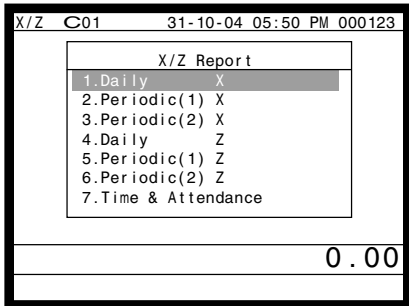 X/Z C01 31-10-04 05:50 PM 000123
X/Z Report
1.Daily X
2.Periodic(1) X
3.Periodic(2) X
4.Daily Z
5.Periodic(1) Z
6.Periodic(2) Z
7.Time & Attendance
0.00